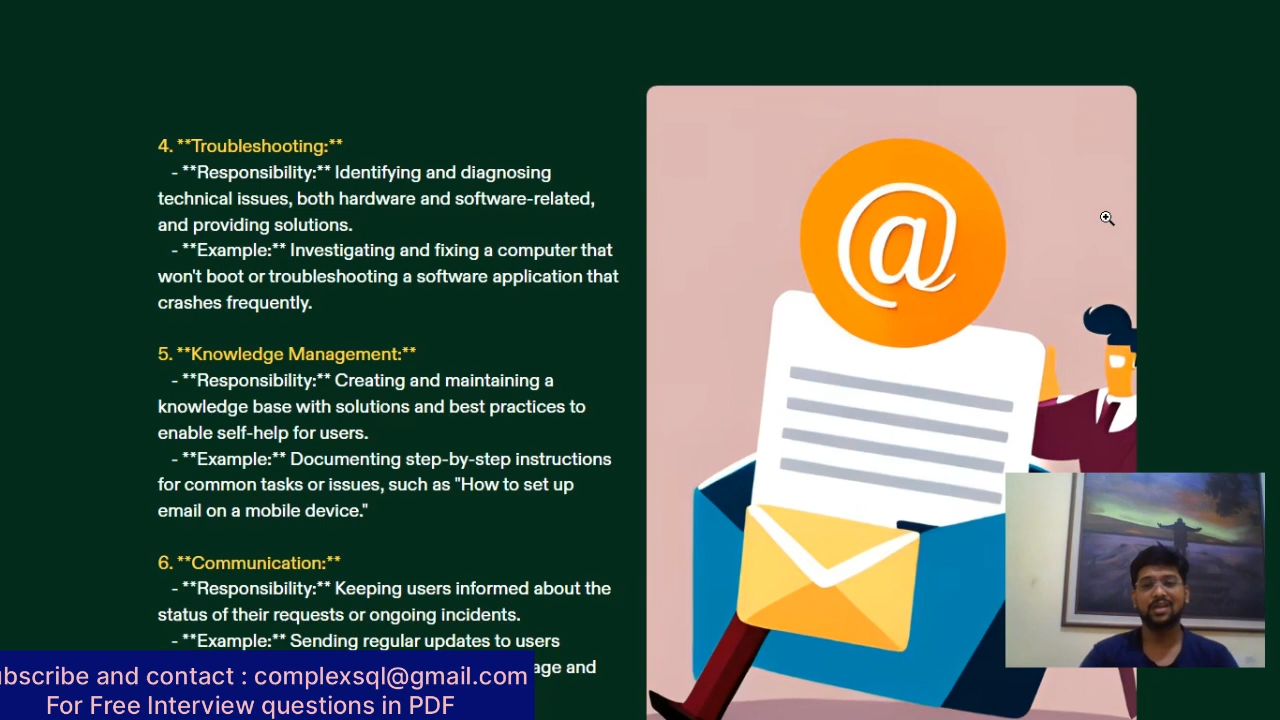 4. **Troubleshooting:**
- **Responsibility:** Identifying and diagnosing
technical issues, both hardware and software-related,
and providing solutions.
- **Example:** Investigating and fixing a computer that
won't boot or troubleshooting a software application that
crashes frequently.
5. **Knowledge Management:**
- **Responsibility:** Creating and maintaining a
knowledge base with solutions and best practices to
enable self-help for users.
- **Example:** Documenting step-by-step instructions
for common tasks or issues, such as "How to set up
email on a mobile device."
6. **Communication:**
- **Responsibility:** Keeping users informed about the
status of their requests or ongoing incidents.
- **Example:** Sending regular updates to users
and
@
and contact : complexsql@gmail.com
For Free Interview questions in PDF